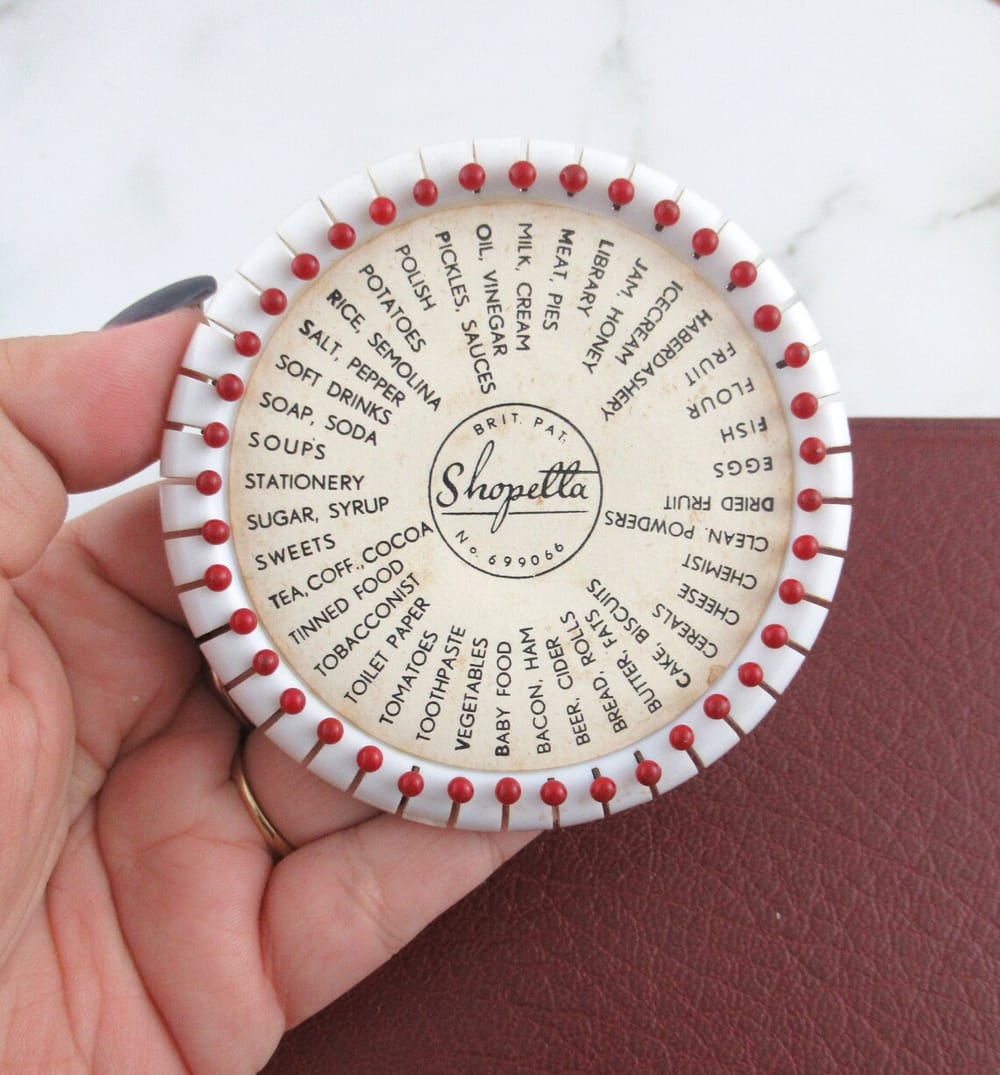 BRIT. PAT.
Shopetta
No. 699066
BABY FOOD
BACON, HAM
BEER, CIDER
BREAD, ROLLS
BUTTER, FATS
CAKE, BISCUITS
CEREALS
CHEESE
CHEMIST
CLEAN. POWDERS
DRIED FRUIT
EGGS
FISH
FLOUR
FRUIT
HABERDASHERY
ICECREAM
JAM, HONEY
LIBRARY
MEAT, PIES
MILK, CREAM
OIL, VINEGAR
PICKLES, SAUCES
POLISH
POTATOES
RICE, SEMOLINA
SALT, PEPPER
SOFT DRINKS
SOAP, SODA
SOUPS
STATIONERY
SUGAR, SYRUP
SWEETS
TEA, COFF., COCOA
TINNED FOOD
TOBACCONIST
TOILET PAPER
TOMATOES
TOOTHPASTE
VEGETABLES